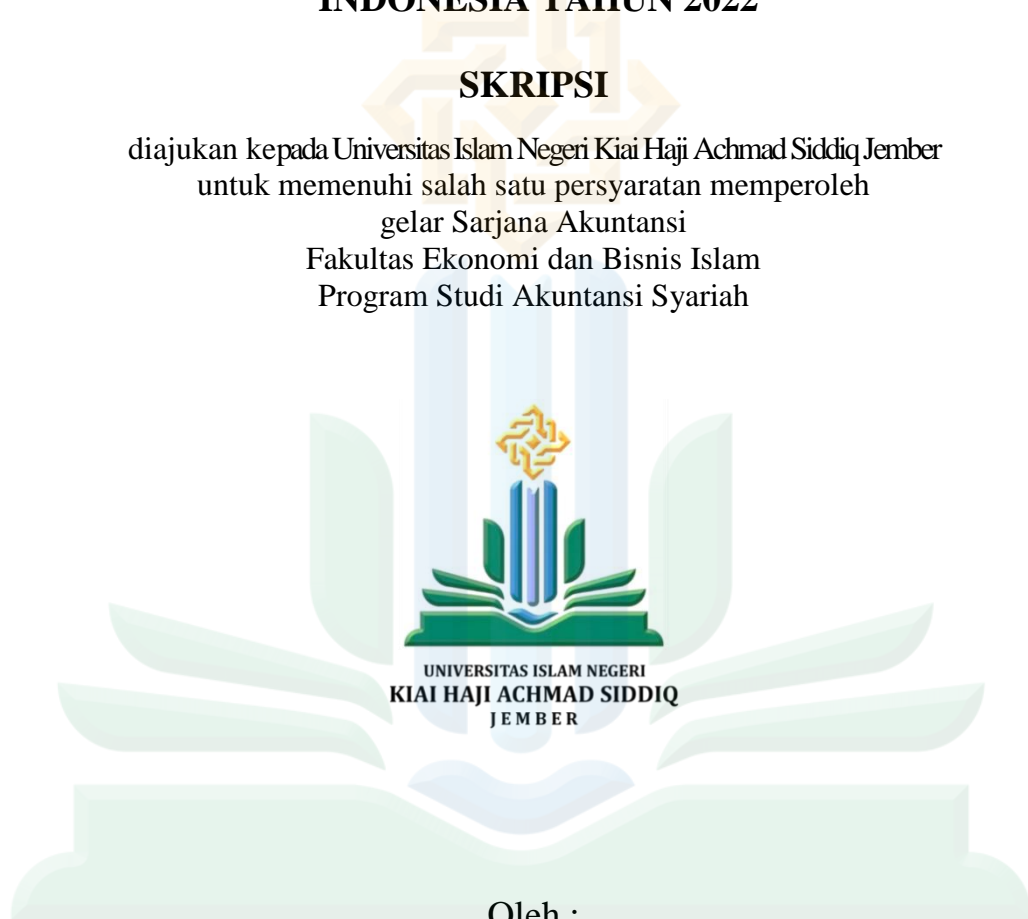 INDONESIA TAHUN 2022
SKRIPSI
diajukan kepada Universitas Islam Negeri Kiai Haji Achmad Siddiq Jember
untuk memenuhi salah satu persyaratan memperoleh
gelar Sarjana Akuntansi
Fakultas Ekonomi dan Bisnis Islam
Program Studi Akuntansi Syariah
UNIVERSITAS ISLAM NEGERI
KIAI HAJI ACHMAD SIDDIQ
JEMBER
Oleh :